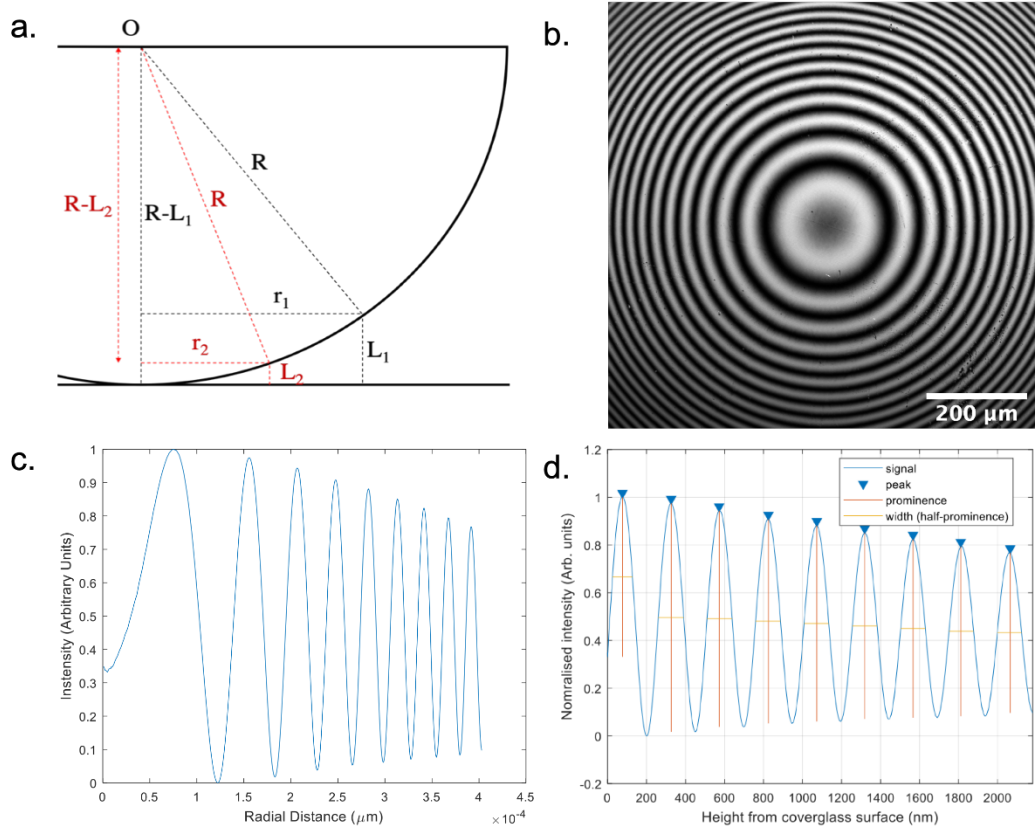 a.
O
R
R
R-L₂
R-L₁
r₁
r₂
L₁
L₂
b.
200 µm
c.
1
0.9
0.8
0.7
0.6
0.5
0.4
0.3
0.2
0.1
0
Instensity (Arbitrary Units)
0 0.5 1 1.5 2 2.5 3 3.5 4 4.5
Radial Distance (μm)
×10⁻⁴
d.
1.2
1
0.8
0.6
0.4
0.2
0
-0.2
Nomralised intensity (Arb. units)
signal
peak
prominence
width (half-prominence)
0 200 400 600 800 1000 1200 1400 1600 1800 2000
Height from coverglass surface (nm)